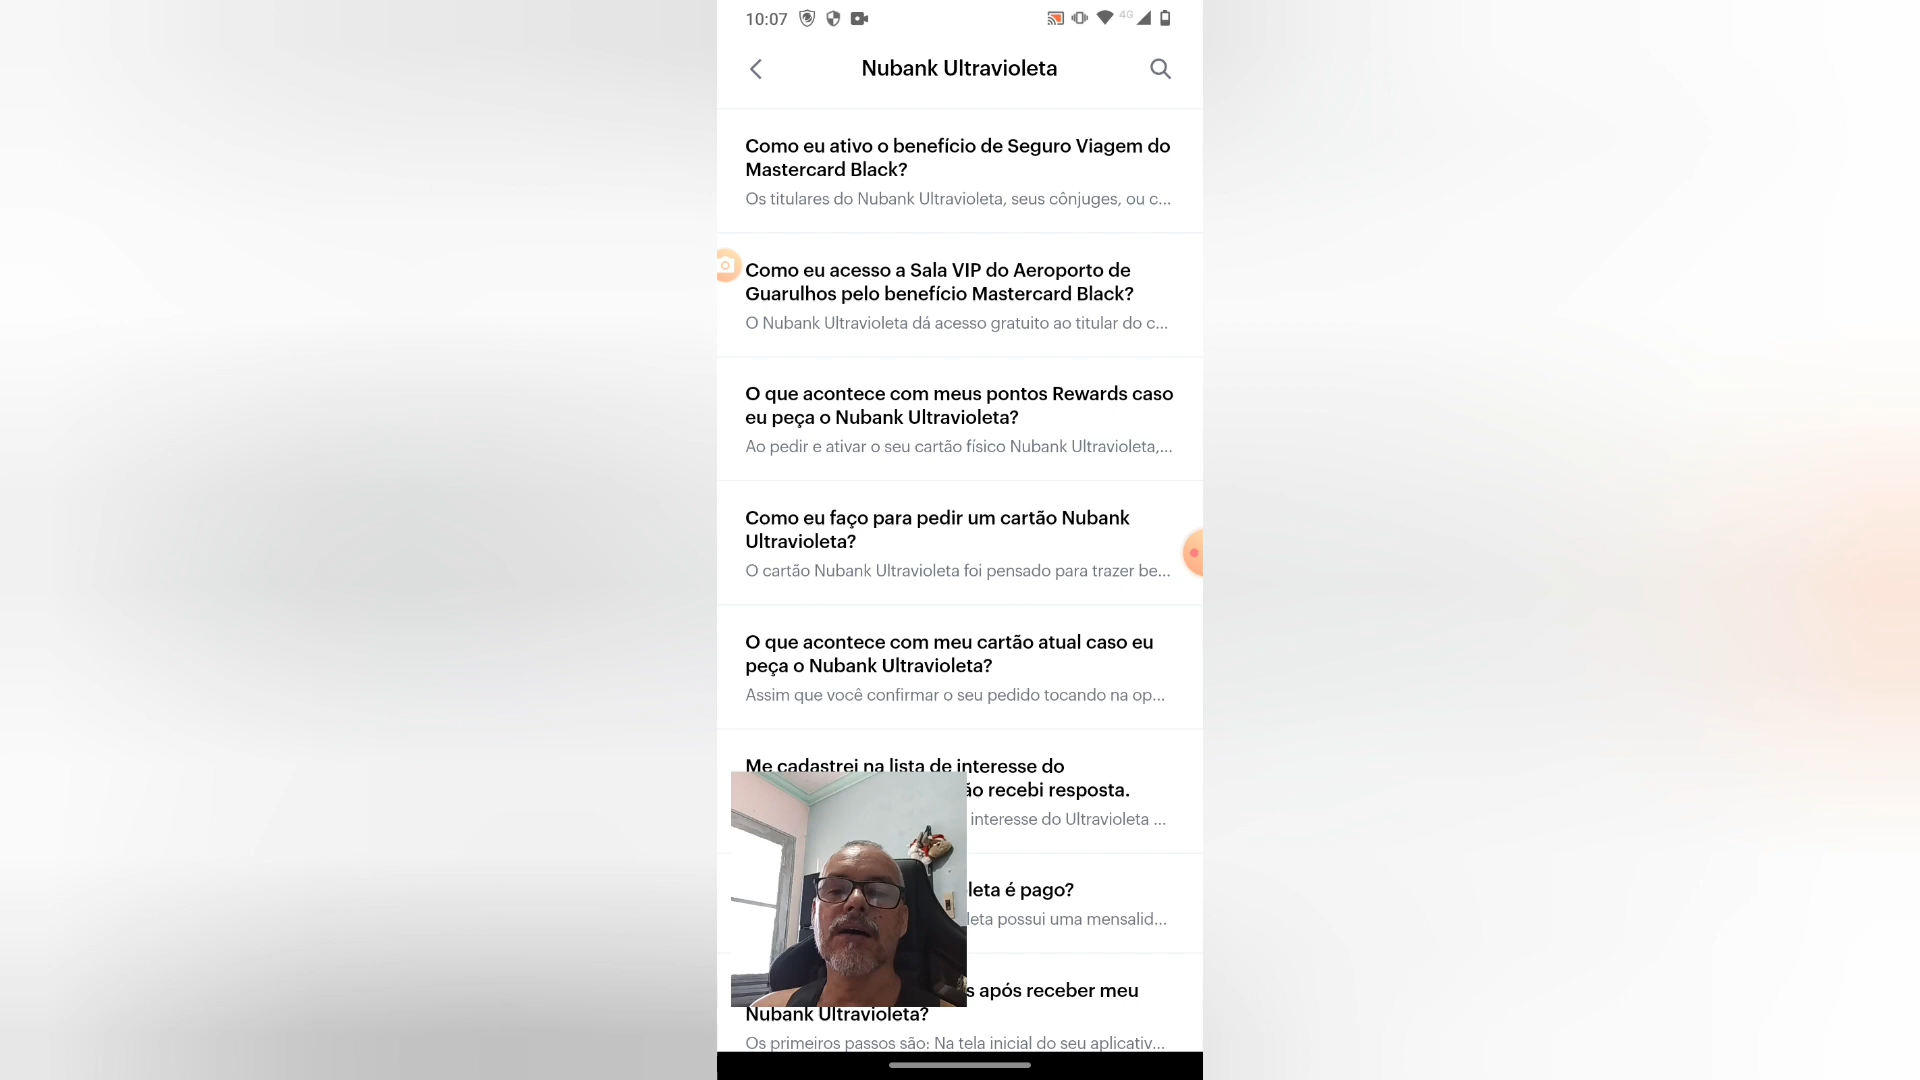 10:07
4G
Nubank Ultravioleta
Como eu ativo o benefício de Seguro Viagem do
Mastercard Black?
Os titulares do Nubank Ultravioleta, seus cônjuges, ou c...
Como eu acesso a Sala VIP do Aeroporto de
Guarulhos pelo benefício Mastercard Black?
O Nubank Ultravioleta dá acesso gratuito ao titular do c...
O que acontece com meus pontos Rewards caso
eu peça o Nubank Ultravioleta?
Ao pedir e ativar o seu cartão físico Nubank Ultravioleta,...
Como eu faço para pedir um cartão Nubank
Ultravioleta?
O cartão Nubank Ultravioleta foi pensado para trazer be...
O que acontece com meu cartão atual caso eu
peça o Nubank Ultravioleta?
Assim que você confirmar o seu pedido tocando na op...
Me cadastrei na lista de interesse do
ão recebi resposta.
interesse do Ultravioleta ...
leta é pago?
leta possui uma mensalid...
s após receber meu
Nubank Ultravioleta?
Os primeiros passos são: Na tela inicial do seu aplicativ...